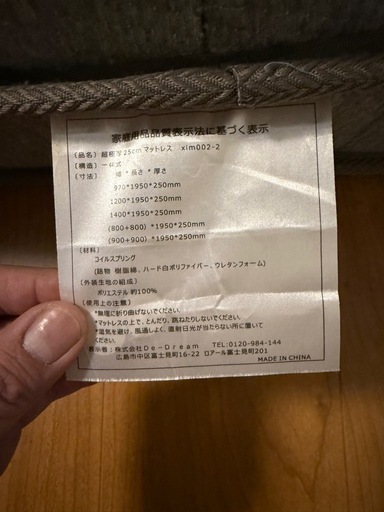 家庭用品品質表示法に基づく表示
(品名) 超極厚25cmマットレス xlm002-2
(構造) 一体式
(寸法) 幅 * 長さ * 厚さ
970*1950*250mm
1200*1950*250mm
1400*1950*250mm
(800+800) *1950*250mm
(900+900) *1950*250mm
(材料)
コイルスプリング
(詰物 樹脂綿、ハード白ポリファイバー、ウレタンフォーム)
(外装生地の組成)
ポリエステル 約100%
(使用上の注意)
*無理に折り曲げないでください。
*マットレスの上で、とんだり、跳ねたりしないでください。
*湿気を避け、風通しよく、直射日光が当たらない所に置いて
ください。
表示者：株式会社De-Dream TEL:0120-984-144
広島市中区富士見町16-22 ロアール富士見町201
MADE IN CHINA